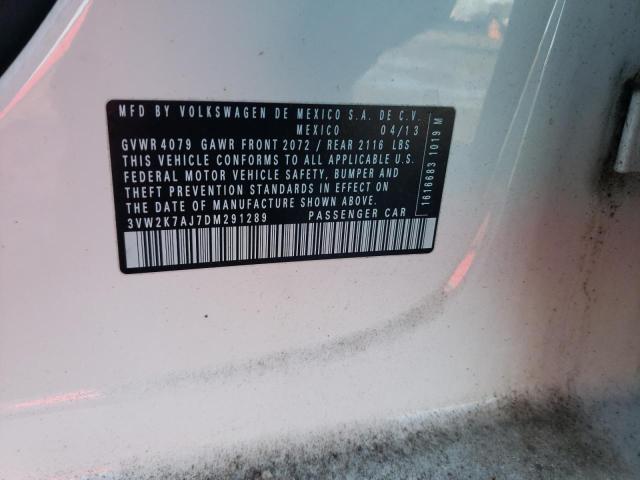 MFD BY VOLKSWAGEN DE MEXICO S.A. DE C.V.
MEXICO 04/13
GVWR 4079 GAWR FRONT 2072 / REAR 2116 LBS
THIS VEHICLE CONFORMS TO ALL APPLICABLE U.S.
FEDERAL MOTOR VEHICLE SAFETY, BUMPER AND
THEFT PREVENTION STANDARDS IN EFFECT ON
THE DATE OF MANUFACTURE SHOWN ABOVE.
3VW2K7AJ7DM291289 PASSENGER CAR
1616683 1019 M